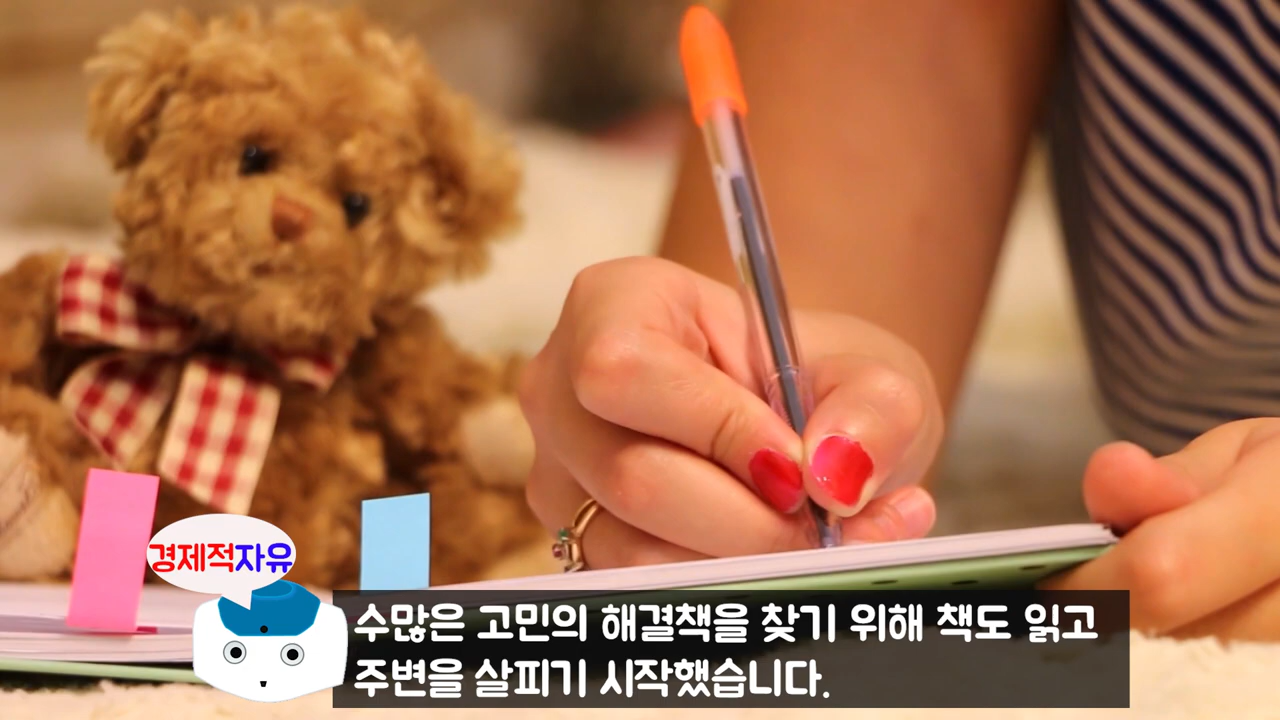 경제적자유
수많은 고민의 해결책을 찾기 위해 책도 읽고
주변을 살피기 시작했습니다.